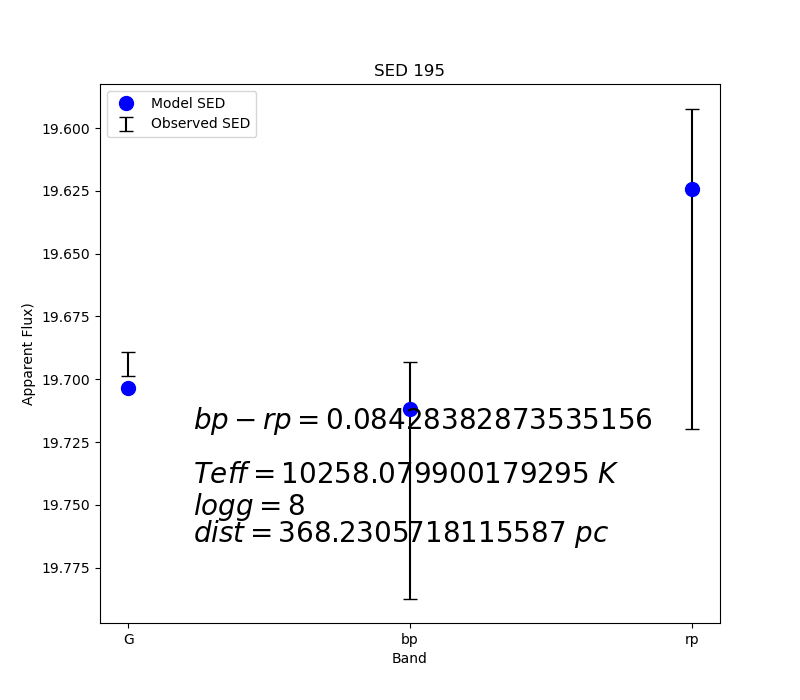 SED 195
Model SED
Observed SED
19.600
19.625
19.650
19.675
19.700
19.725
19.750
19.775
Apparent Flux)
bp − rp = 0.08428382873535156
Teff = 10258.079900179295 K
logg = 8
dist = 368.2305718115587 pc
G
bp
rp
Band